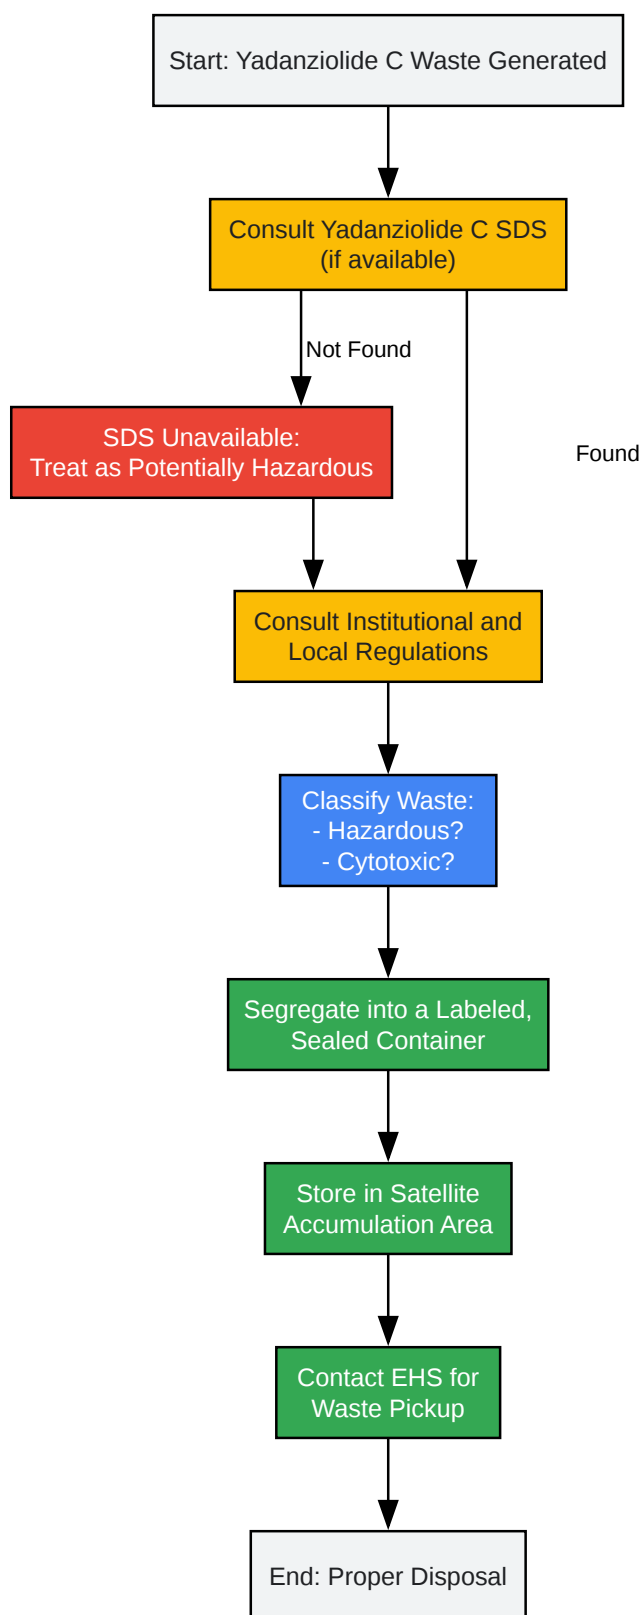 Start: Yadanziolide C Waste Generated
Consult Yadanziolide C SDS
(if available)
Not Found
SDS Unavailable:
Treat as Potentially Hazardous
Found
Consult Institutional and
Local Regulations
Classify Waste:
- Hazardous?
- Cytotoxic?
Segregate into a Labeled,
Sealed Container
Store in Satellite
Accumulation Area
Contact EHS for
Waste Pickup
End: Proper Disposal